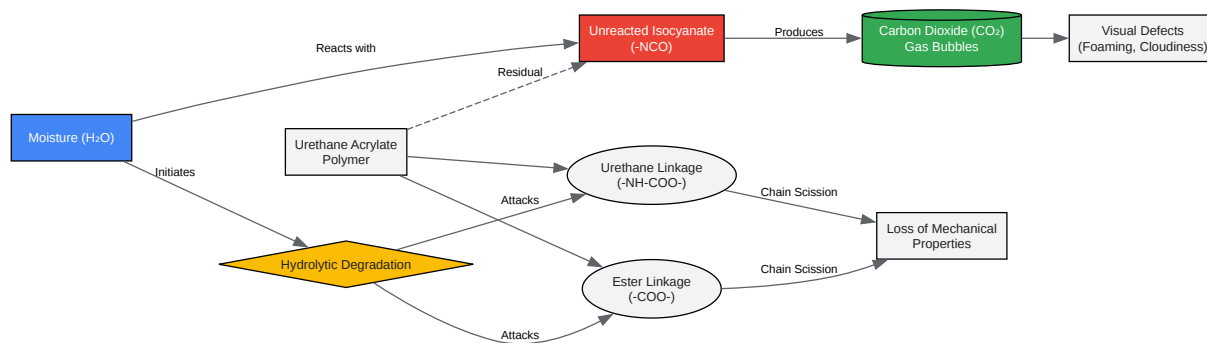 Unreacted Isocyanate
(-NCO)
Produces
Carbon Dioxide (CO₂)
Gas Bubbles
Visual Defects
(Foaming, Cloudiness)
Reacts with
Residual
Moisture (H₂O)
Urethane Acrylate
Polymer
Initiates
Urethane Linkage
(-NH-COO-)
Attacks
Chain Scission
Loss of Mechanical
Properties
Hydrolytic Degradation
Ester Linkage
(-COO-)
Chain Scission
Attacks